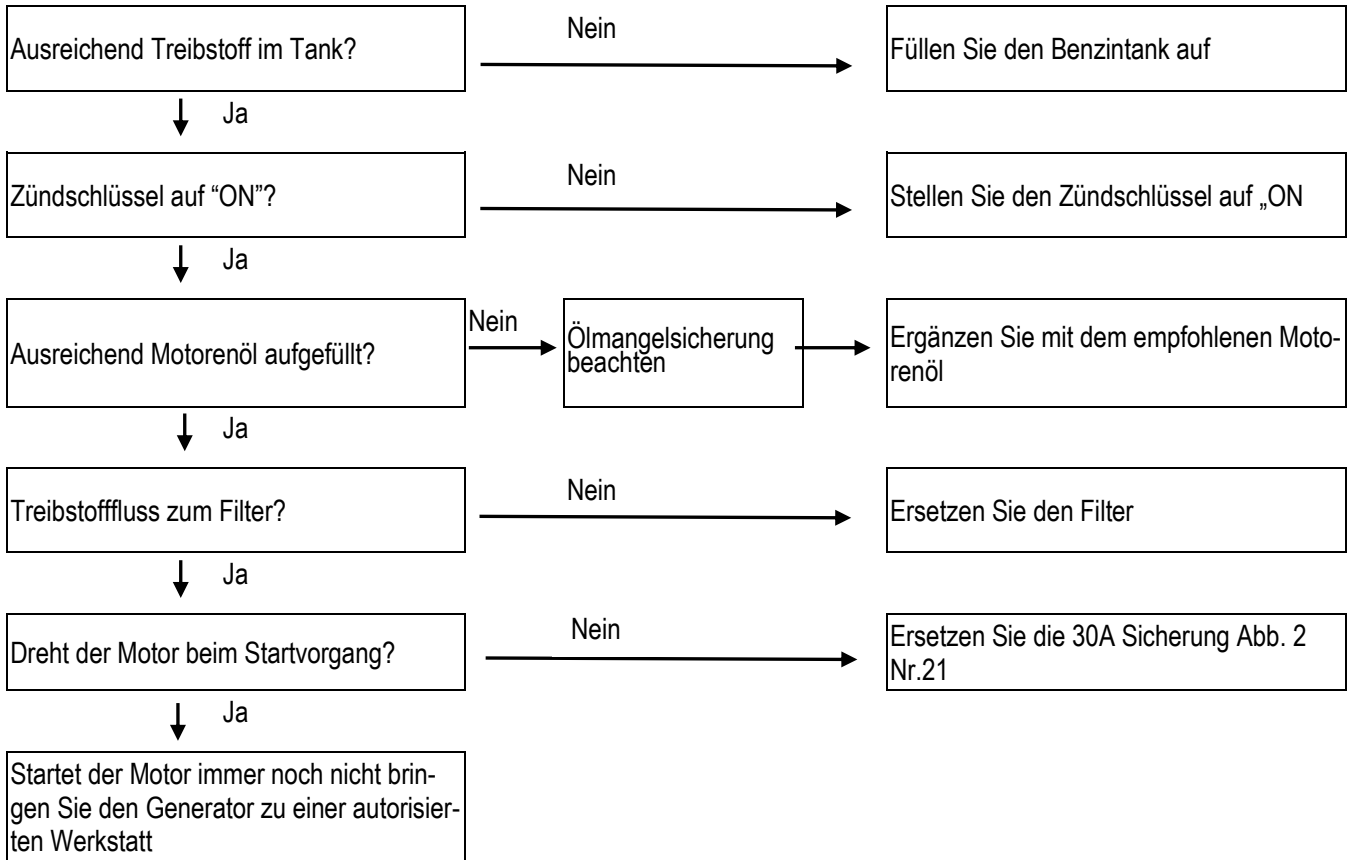 Ausreichend Treibstoff im Tank?
Nein
Füllen Sie den Benzintank auf
Ja
Zündschlüssel auf “ON”?
Nein
Stellen Sie den Zündschlüssel auf „ON
Ja
Ausreichend Motorenöl aufgefüllt?
Nein
Ölmangelsicherung
beachten
Ergänzen Sie mit dem empfohlenen Moto-
renöl
Ja
Treibstofffluss zum Filter?
Nein
Ersetzen Sie den Filter
Ja
Dreht der Motor beim Startvorgang?
Nein
Ersetzen Sie die 30A Sicherung Abb. 2
Nr.21
Ja
Startet der Motor immer noch nicht brin-
gen Sie den Generator zu einer autorisier-
ten Werkstatt